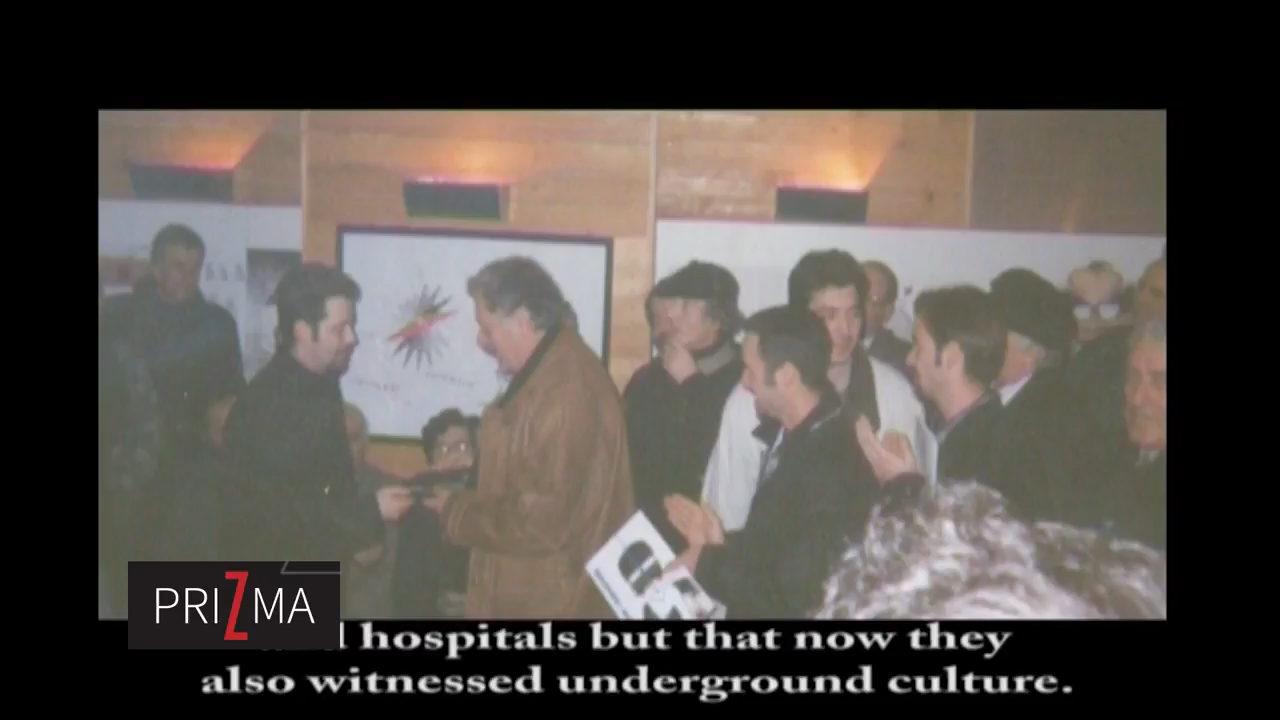 PRIZMA
hospitals but that now they
also witnessed underground culture.